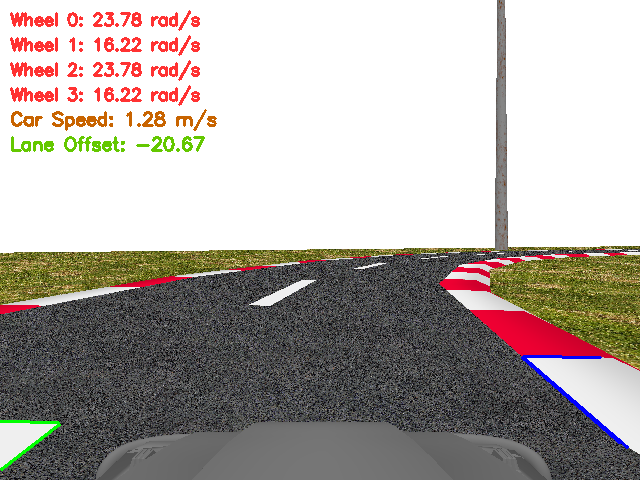 Wheel 0: 23.78 rad/s
Wheel 1: 16.22 rad/s
Wheel 2: 23.78 rad/s
Wheel 3: 16.22 rad/s
Car Speed: 1.28 m/s
Lane Offset: -20.67